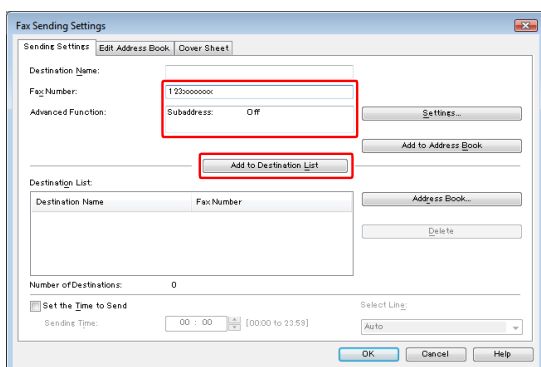 Fax Sending Settings
Sending Settings Edit Address Book Cover Sheet
Destination Name:
Fax Number: 123xxxxxxx
Advanced Function: Subaddress: Off Settings...
Add to Address Book
Add to Destination List
Destination List:
Destination Name Fax Number Address Book...
Delete
Number of Destinations: 0
Set the Time to Send Select Line:
Sending Time: 00 : 00 [00:00 to 23:59] Auto
OK Cancel Help